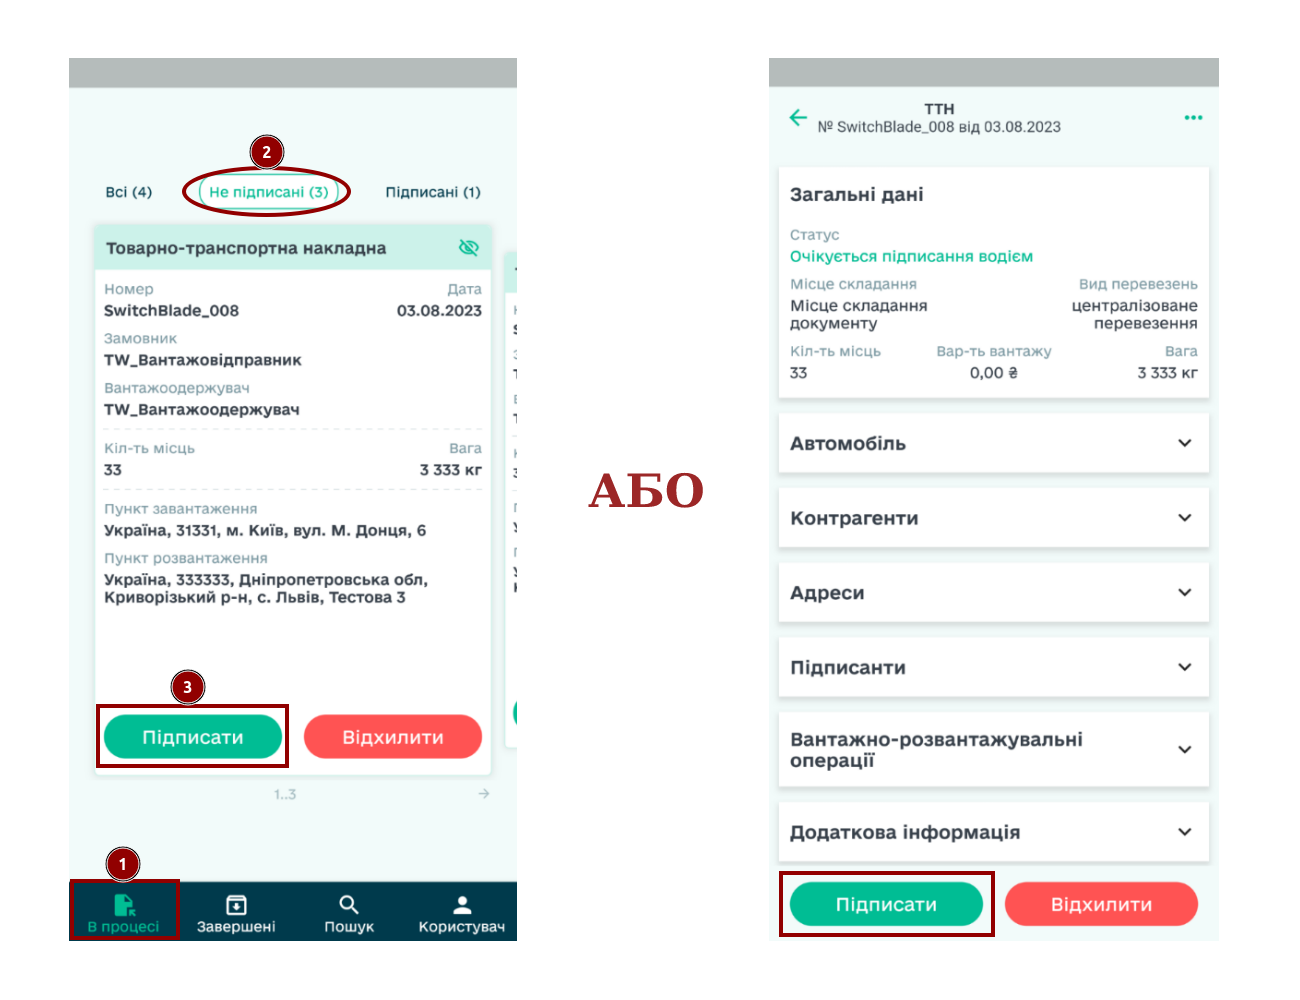 2
Всі (4)
Не підписані (3)
Підписані (1)
Товарно-транспортна накладна
Номер Дата
SwitchBlade_008 03.08.2023
Замовник
TW_Вантажовідправник
Вантажоодержувач
TW_Вантажоодержувач
Кіл-ть місць Вага
33 3 333 кг
Пункт завантаження
Україна, 31331, м. Київ, вул. М. Донця, 6
Пункт розвантаження
Україна, 333333, Дніпропетровська обл,
Криворізький р-н, с. Львів, Тестова 3
3
Підписати Відхилити
1..3
1
В процесі Завершені Пошук Користувач
АБО
ТТН
№ SwitchBlade_008 від 03.08.2023
Загальні дані
Статус
Очікується підписання водієм
Місце складання Вид перевезень
Місце складання централізоване
документу перевезення
Кіл-ть місць Вар-ть вантажу Вага
33 0,00 ₴ 3 333 кг
Автомобіль
Контрагенти
Адреси
Підписанти
Вантажно-розвантажувальні
операції
Додаткова інформація
Підписати Відхилити